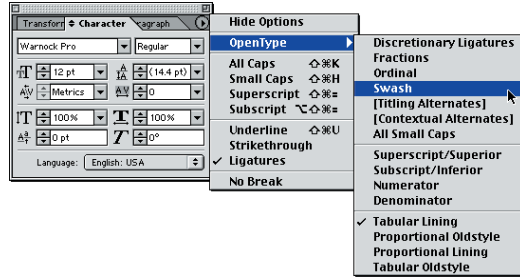 Transform
Character
aragraph
Warnock Pro
Regular
12 pt
(14.4 pt)
Metrics
0
100%
100%
0 pt
0°
Language: English: USA
Hide Options
OpenType
All Caps ⇧⌘K
Small Caps ⇧⌘H
Superscript ⇧⌘=
Subscript ⌥⇧⌘=
Underline ⇧⌘U
Strikethrough
✓ Ligatures
No Break
Discretionary Ligatures
Fractions
Ordinal
Swash
[Titling Alternates]
[Contextual Alternates]
All Small Caps
Superscript/Superior
Subscript/Inferior
Numerator
Denominator
✓ Tabular Lining
Proportional Oldstyle
Proportional Lining
Tabular Oldstyle